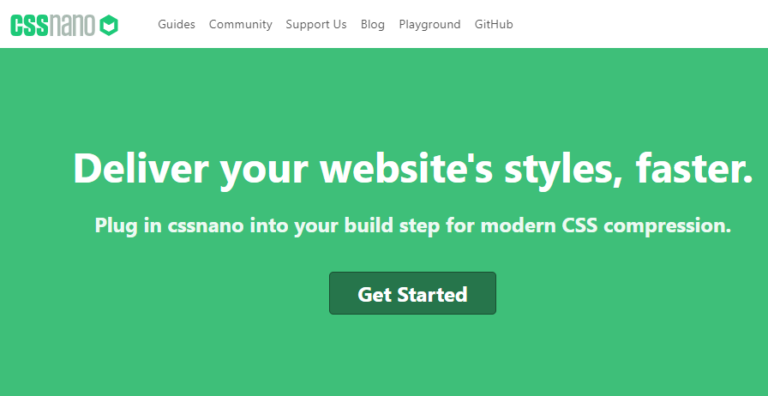 cssnano
Guides Community Support Us Blog Playground GitHub
Deliver your website's styles, faster.
Plug in cssnano into your build step for modern CSS compression.
Get Started